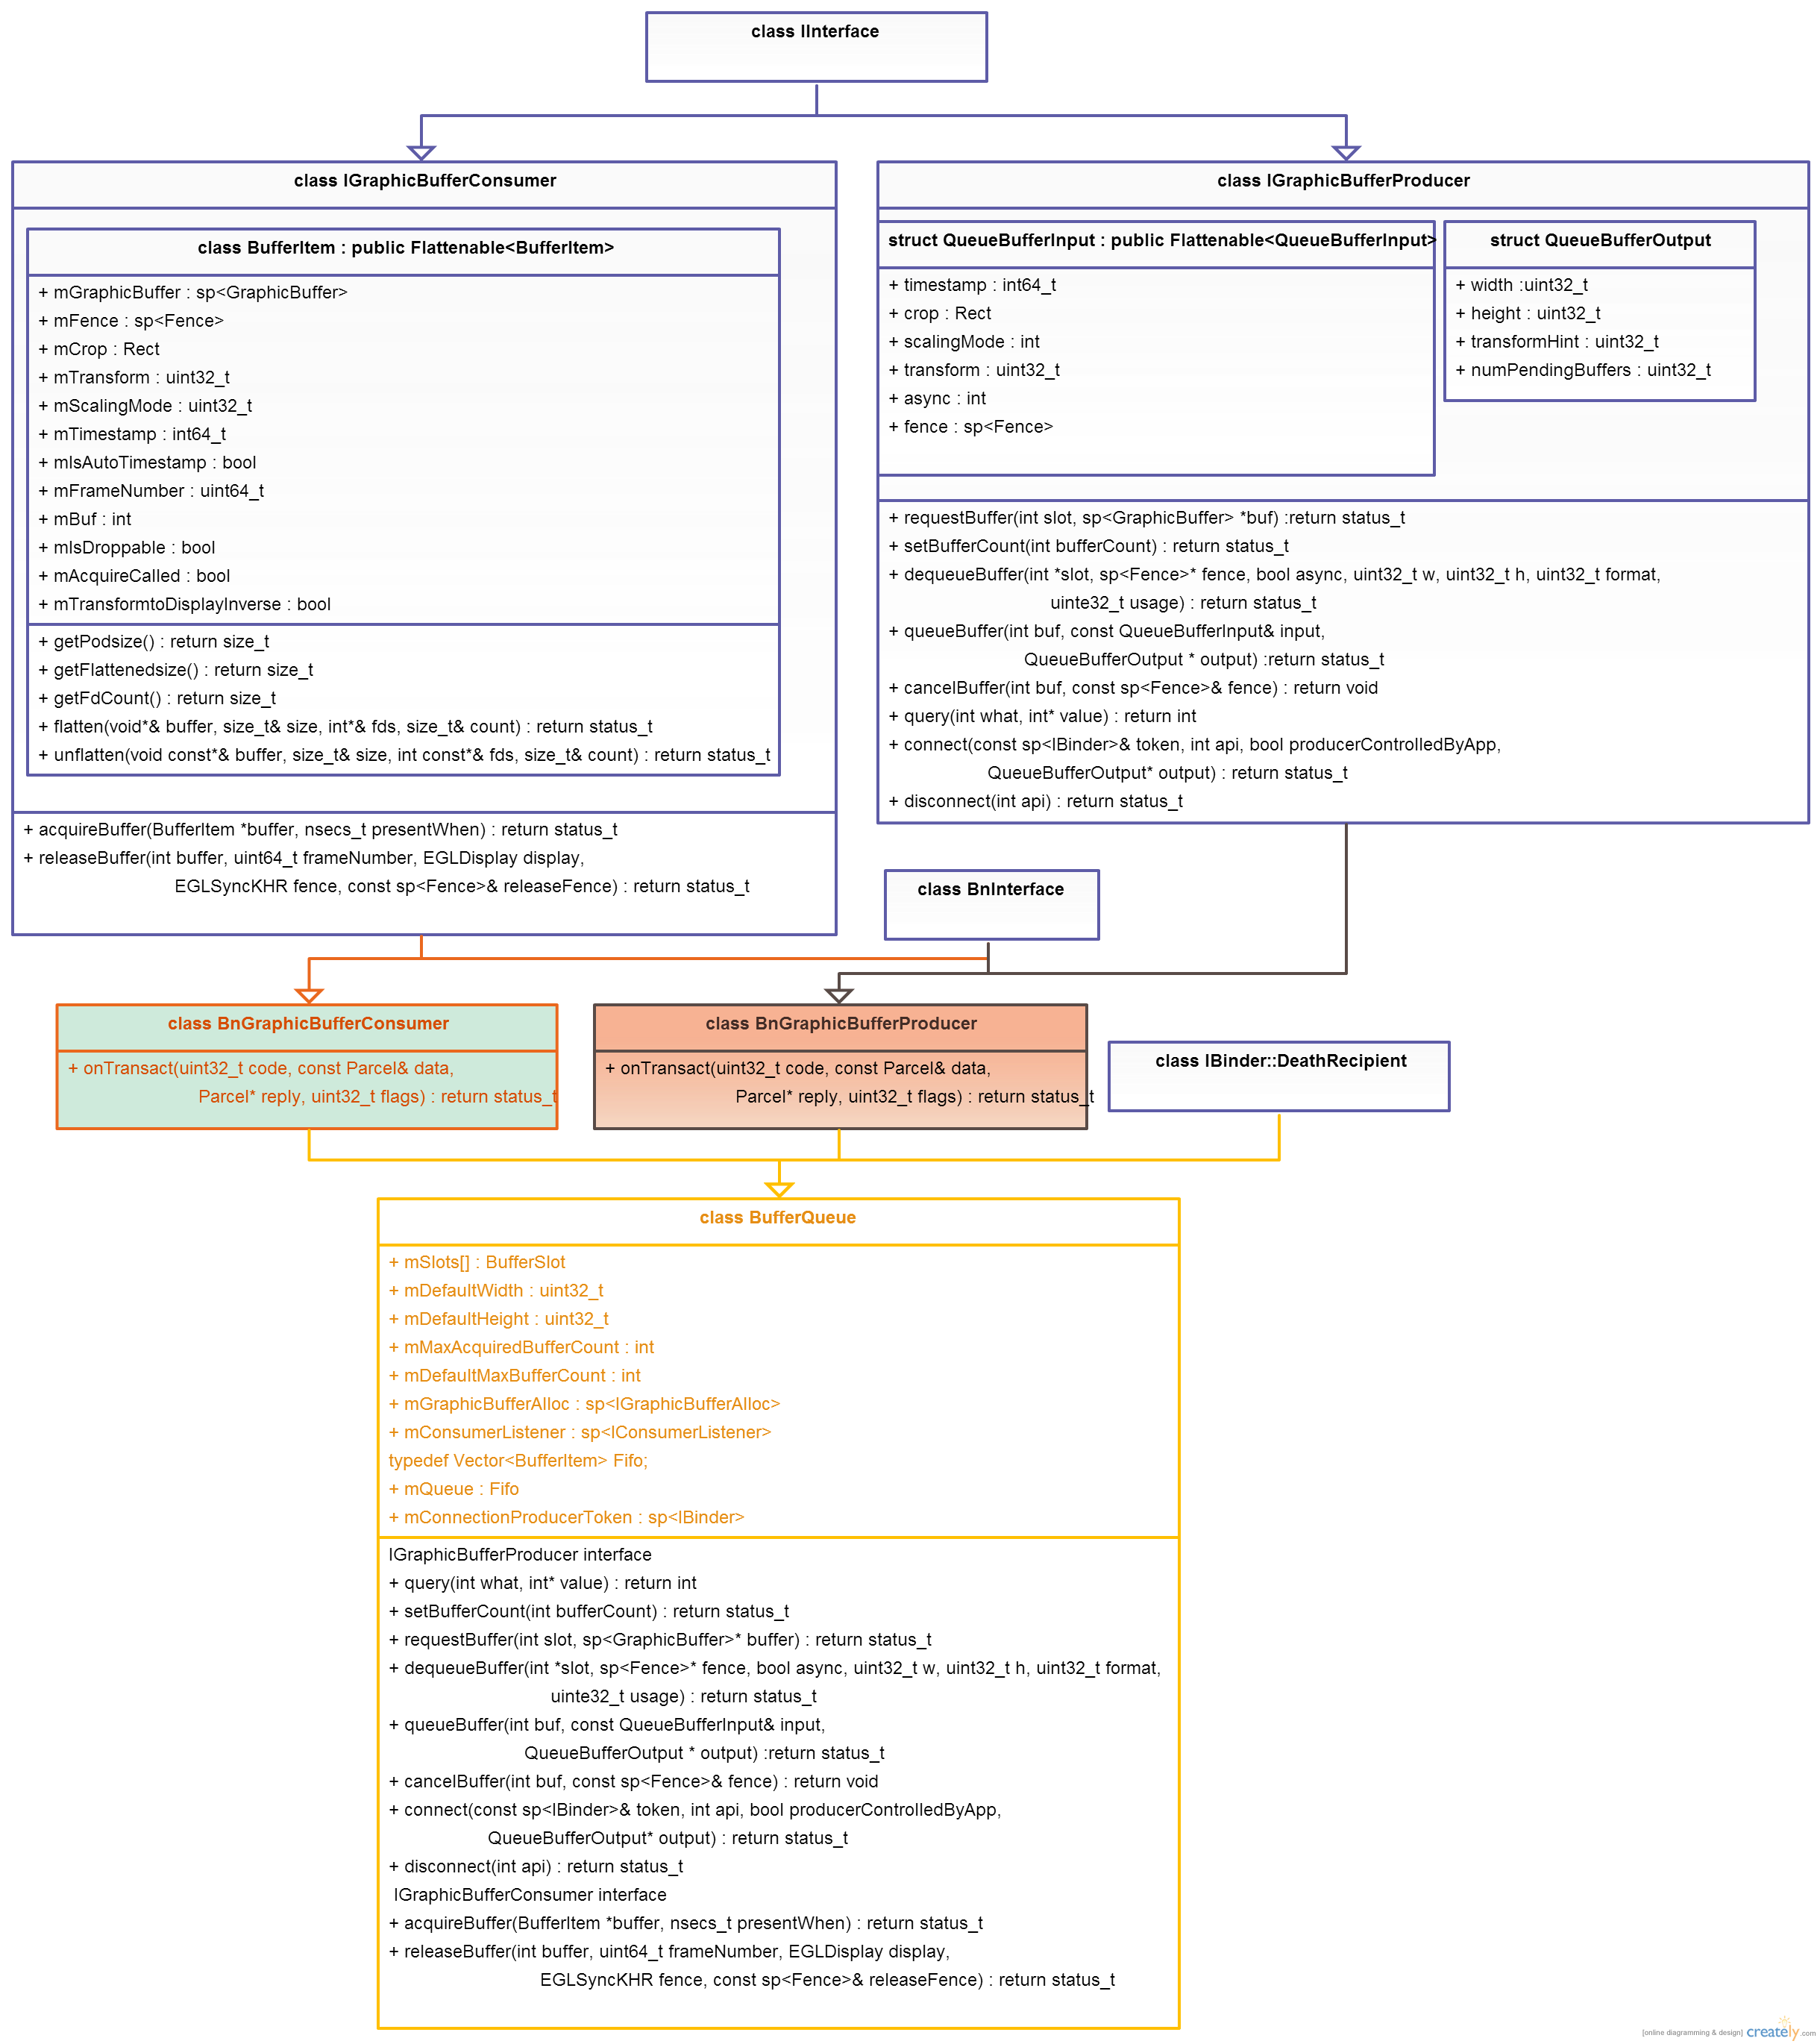 class IInterface
class IGraphicBufferConsumer
class BufferItem : public Flattenable<BufferItem>
+ mGraphicBuffer : sp<GraphicBuffer>
+ mFence : sp<Fence>
+ mCrop : Rect
+ mTransform : uint32_t
+ mScalingMode : uint32_t
+ mTimestamp : int64_t
+ mIsAutoTimestamp : bool
+ mFrameNumber : uint64_t
+ mBuf : int
+ mIsDroppable : bool
+ mAcquireCalled : bool
+ mTransformtoDisplayInverse : bool
+ getPodsize() : return size_t
+ getFlattenedsize() : return size_t
+ getFdCount() : return size_t
+ flatten(void*& buffer, size_t& size, int*& fds, size_t& count) : return status_t
+ unflatten(void const*& buffer, size_t& size, int const*& fds, size_t& count) : return status_t
+ acquireBuffer(BufferItem *buffer, nsecs_t presentWhen) : return status_t
+ releaseBuffer(int buffer, uint64_t frameNumber, EGLDisplay display,
EGLSyncKHR fence, const sp<Fence>& releaseFence) : return status_t
class IGraphicBufferProducer
struct QueueBufferInput : public Flattenable<QueueBufferInput>
+ timestamp : int64_t
+ crop : Rect
+ scalingMode : int
+ transform : uint32_t
+ async : int
+ fence : sp<Fence>
struct QueueBufferOutput
+ width :uint32_t
+ height : uint32_t
+ transformHint : uint32_t
+ numPendingBuffers : uint32_t
+ requestBuffer(int slot, sp<GraphicBuffer> *buf) :return status_t
+ setBufferCount(int bufferCount) : return status_t
+ dequeueBuffer(int *slot, sp<Fence>* fence, bool async, uint32_t w, uint32_t h, uint32_t format,
uinte32_t usage) : return status_t
+ queueBuffer(int buf, const QueueBufferInput& input,
QueueBufferOutput * output) :return status_t
+ cancelBuffer(int buf, const sp<Fence>& fence) : return void
+ query(int what, int* value) : return int
+ connect(const sp<IBinder>& token, int api, bool producerControlledByApp,
QueueBufferOutput* output) : return status_t
+ disconnect(int api) : return status_t
class BnInterface
class BnGraphicBufferConsumer
+ onTransact(uint32_t code, const Parcel& data,
Parcel* reply, uint32_t flags) : return status_t
class BnGraphicBufferProducer
+ onTransact(uint32_t code, const Parcel& data,
Parcel* reply, uint32_t flags) : return status_t
class IBinder::DeathRecipient
class BufferQueue
+ mSlots[] : BufferSlot
+ mDefaultWidth : uint32_t
+ mDefaultHeight : uint32_t
+ mMaxAcquiredBufferCount : int
+ mDefaultMaxBufferCount : int
+ mGraphicBufferAlloc : sp<IGraphicBufferAlloc>
+ mConsumerListener : sp<IConsumerListener>
typedef Vector<BufferItem> Fifo;
+ mQueue : Fifo
+ mConnectionProducerToken : sp<IBinder>
IGraphicBufferProducer interface
+ query(int what, int* value) : return int
+ setBufferCount(int bufferCount) : return status_t
+ requestBuffer(int slot, sp<GraphicBuffer>* buffer) : return status_t
+ dequeueBuffer(int *slot, sp<Fence>* fence, bool async, uint32_t w, uint32_t h, uint32_t format,
uinte32_t usage) : return status_t
+ queueBuffer(int buf, const QueueBufferInput& input,
QueueBufferOutput * output) :return status_t
+ cancelBuffer(int buf, const sp<Fence>& fence) : return void
+ connect(const sp<IBinder>& token, int api, bool producerControlledByApp,
QueueBufferOutput* output) : return status_t
+ disconnect(int api) : return status_t
IGraphicBufferConsumer interface
+ acquireBuffer(BufferItem *buffer, nsecs_t presentWhen) : return status_t
+ releaseBuffer(int buffer, uint64_t frameNumber, EGLDisplay display,
EGLSyncKHR fence, const sp<Fence>& releaseFence) : return status_t
[online diagramming & design] creately.com